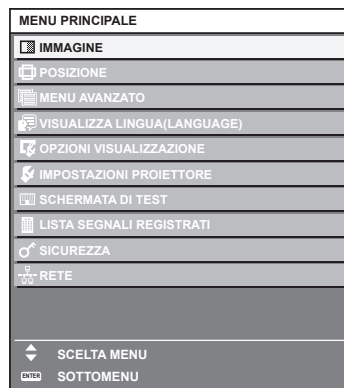 MENU PRINCIPALE
IMMAGINE
POSIZIONE
MENU AVANZATO
VISUALIZZA LINGUA(LANGUAGE)
OPZIONI VISUALIZZAZIONE
IMPOSTAZIONI PROIETTORE
SCHERMATA DI TEST
LISTA SEGNALI REGISTRATI
SICUREZZA
RETE
SCELTA MENU
ENTER SOTTOMENU